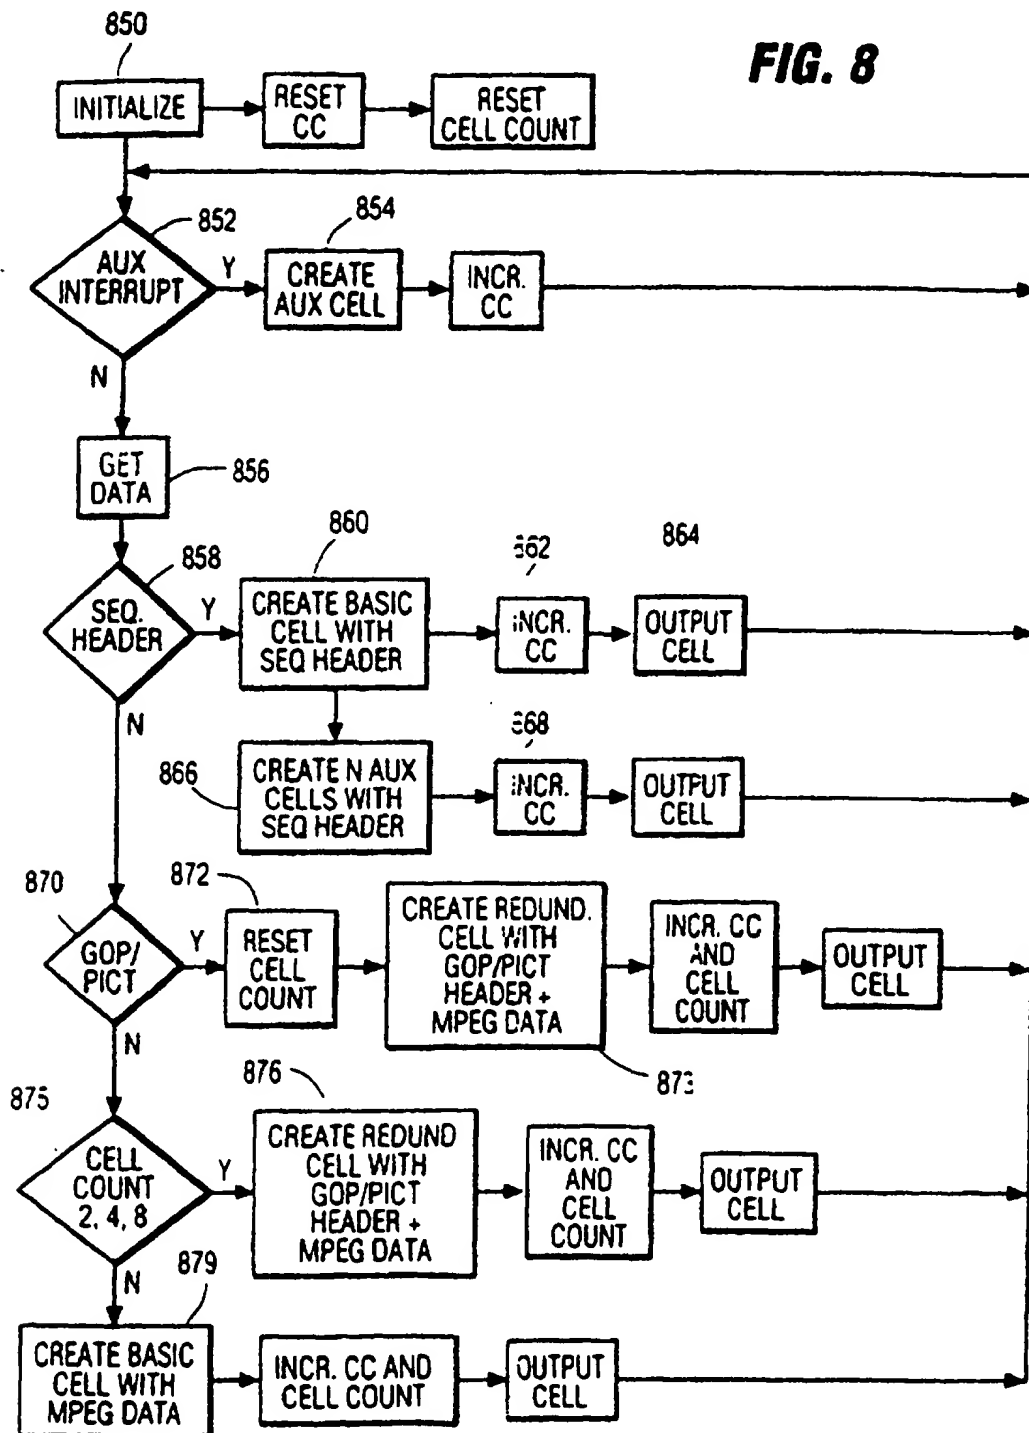 850
FIG. 8
INITIALIZE
RESET
CC
RESET
CELL COUNT
852
854
AUX
INTERRUPT
Y
CREATE
AUX CELL
INCR.
CC
N
GET
DATA
856
858
860
862
864
SEQ.
HEADER
Y
CREATE BASIC
CELL WITH
SEQ HEADER
INCR.
CC
OUTPUT
CELL
N
866
868
CREATE N AUX
CELLS WITH
SEQ HEADER
INCR.
CC
OUTPUT
CELL
870
872
GOP/
PICT
Y
RESET
CELL
COUNT
CREATE REDUND.
CELL WITH
GOP/PICT
HEADER +
MPEG DATA
INCR. CC
AND
CELL
COUNT
OUTPUT
CELL
N
873
875
876
CELL
COUNT
2, 4, 8
Y
CREATE REDUND
CELL WITH
GOP/PICT
HEADER +
MPEG DATA
INCR. CC
AND
CELL
COUNT
OUTPUT
CELL
N
879
CREATE BASIC
CELL WITH
MPEG DATA
INCR. CC AND
CELL COUNT
OUTPUT
CELL